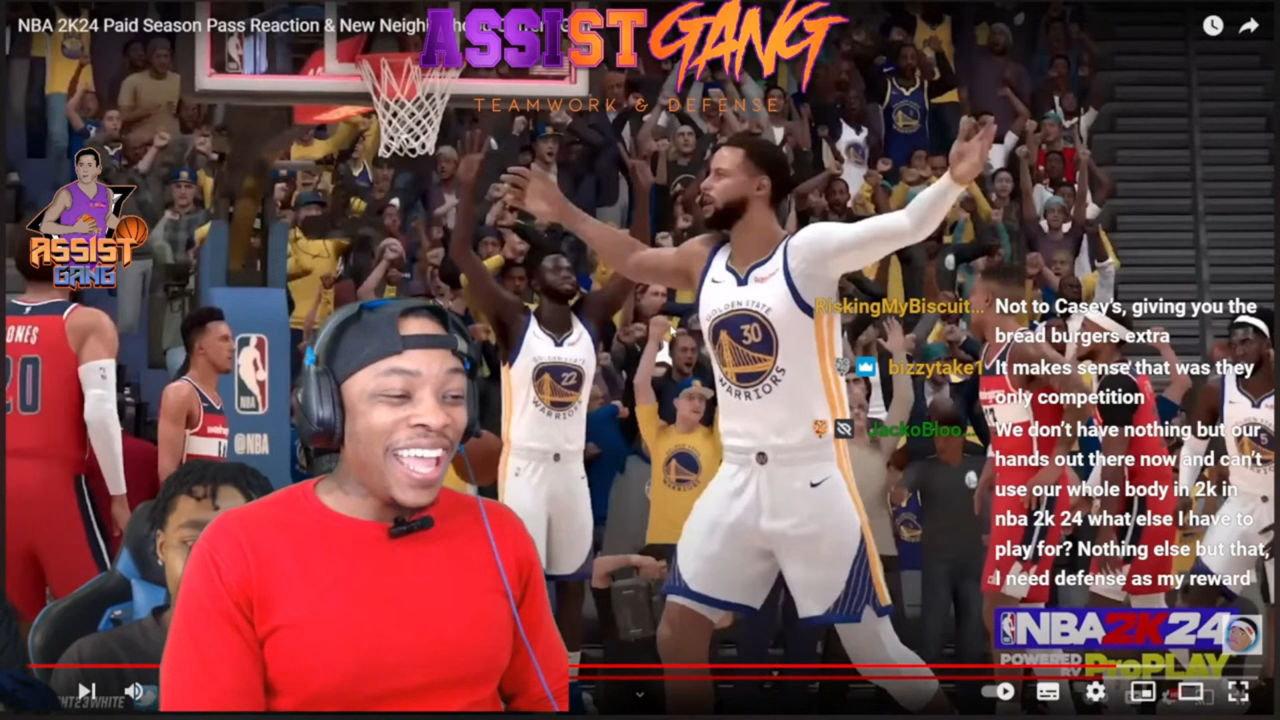 NBA 2K24 Paid Season Pass Reaction & New
ASSIST GANG
TEAMWORK & DEFENSE
ASSIST
GANG
ONES
20
NBA
@NBA
GOLDEN STATE
22
WARRIORS
GOLDEN STATE
30
WARRIORS
RiskingMyBiscuit... Not to Casey's, giving you the
bread burgers extra
bizzytake1 It makes sense that was they
only competition
JackoBloo... We don't have nothing but our
hands out there now and can't
use our whole body in 2k in
nba 2k 24 what else I have to
play for? Nothing else but that,
I need defense as my reward
NBA 2K24
POWERED BY ProPLAY